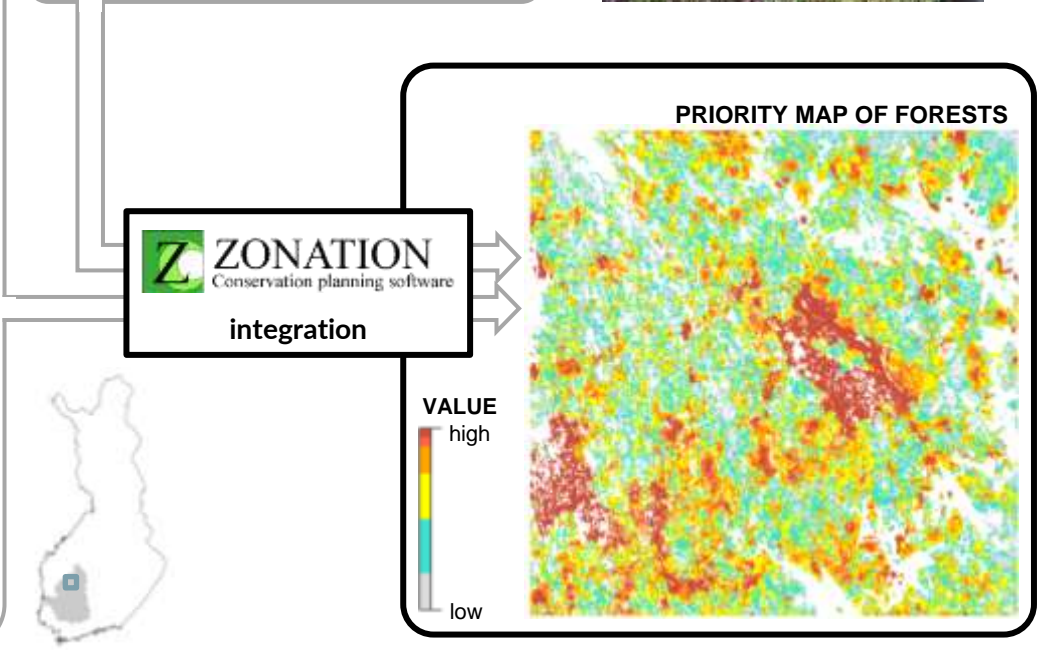 PRIORITY MAP OF FORESTS
Z ZONATION
Conservation planning software
integration
VALUE
high
low